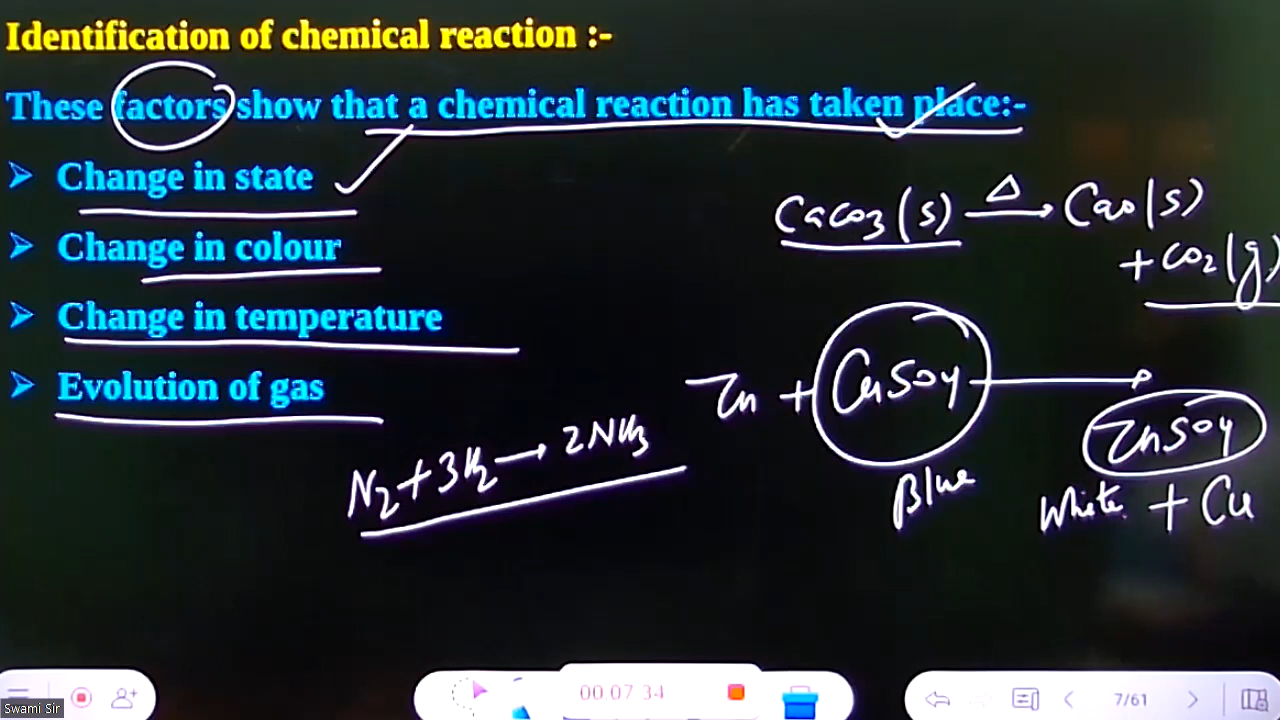 Identification of chemical reaction :-
These factors show that a chemical reaction has taken place:-
➢ Change in state
➢ Change in colour
➢ Change in temperature
➢ Evolution of gas
CaCO3 (s) —Δ→ CaO (s)
+ CO2 (g)
Zn + CuSO4 → ZnSO4
Blue
White + Cu
N2 + 3H2 → 2NH3
00:07:34
7/61
Swami Sir